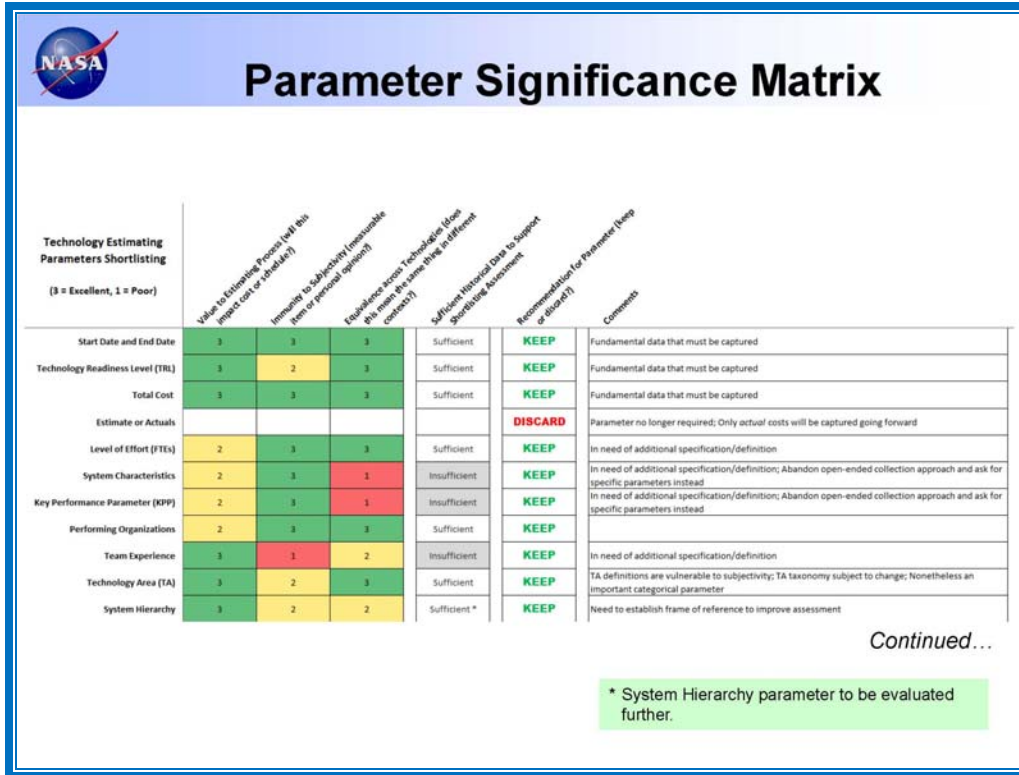 NASA
Parameter Significance Matrix
Technology Estimating
Parameters Shortlisting
(3 = Excellent, 1 = Poor)
Value to Estimating Process (will this
impact cost or schedule?)
Immunity to Subjectivity (measurable
item or personal opinion?)
Equivalence across Technologies (does
this mean the same thing in different
contexts?)
Sufficient Historical Data to Support
Shortlisting Assessment
Recommendation for Parameter (keep
or discard?)
Comments
Start Date and End Date 3 3 3 Sufficient KEEP Fundamental data that must be captured
Technology Readiness Level (TRL) 3 2 3 Sufficient KEEP Fundamental data that must be captured
Total Cost 3 3 3 Sufficient KEEP Fundamental data that must be captured
Estimate or Actuals DISCARD Parameter no longer required; Only actual costs will be captured going forward
Level of Effort (FTEs) 2 3 3 Sufficient KEEP In need of additional specification/definition
System Characteristics 2 3 1 Insufficient KEEP In need of additional specification/definition; Abandon open-ended collection approach and ask for
specific parameters instead
Key Performance Parameter (KPP) 2 3 1 Insufficient KEEP In need of additional specification/definition; Abandon open-ended collection approach and ask for
specific parameters instead
Performing Organizations 2 3 3 Sufficient KEEP
Team Experience 3 1 2 Insufficient KEEP In need of additional specification/definition
Technology Area (TA) 3 2 3 Sufficient KEEP TA definitions are vulnerable to subjectivity; TA taxonomy subject to change; Nonetheless an
important categorical parameter
System Hierarchy 3 2 2 Sufficient * KEEP Need to establish frame of reference to improve assessment
Continued…
* System Hierarchy parameter to be evaluated
further.